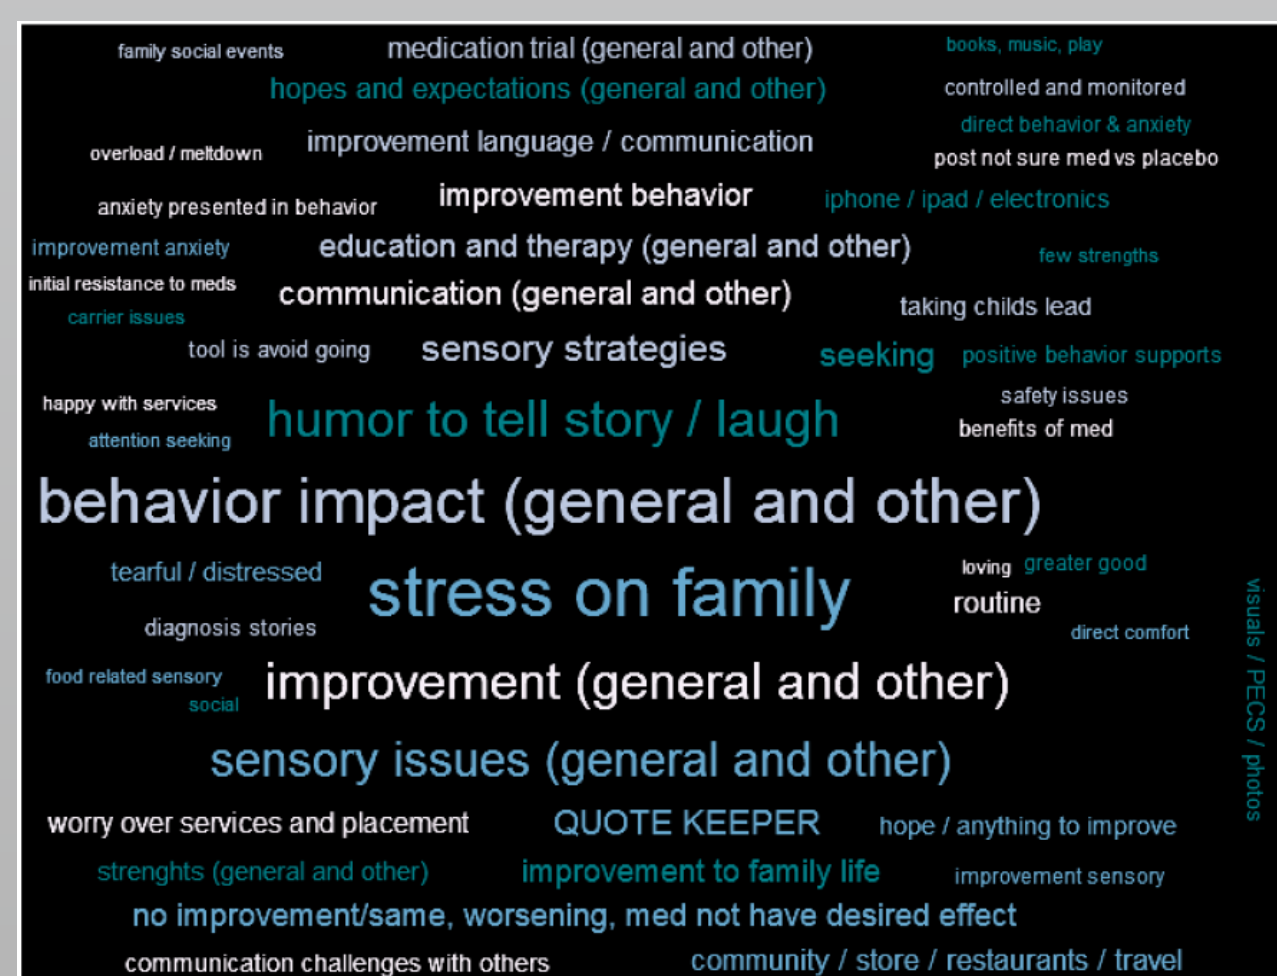 family social events
medication trial (general and other)
books, music, play
hopes and expectations (general and other)
controlled and monitored
direct behavior & anxiety
improvement language / communication
overload / meltdown
post not sure med vs placebo
anxiety presented in behavior
improvement behavior
iphone / ipad / electronics
improvement anxiety
education and therapy (general and other)
few strengths
initial resistance to meds
communication (general and other)
taking childs lead
carrier issues
tool is avoid going
sensory strategies
seeking
positive behavior supports
happy with services
humor to tell story / laugh
safety issues
attention seeking
benefits of med
behavior impact (general and other)
tearful / distressed
stress on family
loving
greater good
routine
diagnosis stories
direct comfort
visuals / PECS / photos
food related sensory
social
improvement (general and other)
sensory issues (general and other)
worry over services and placement
QUOTE KEEPER
hope / anything to improve
strenghts (general and other)
improvement to family life
improvement sensory
no improvement/same, worsening, med not have desired effect
communication challenges with others
community / store / restaurants / travel